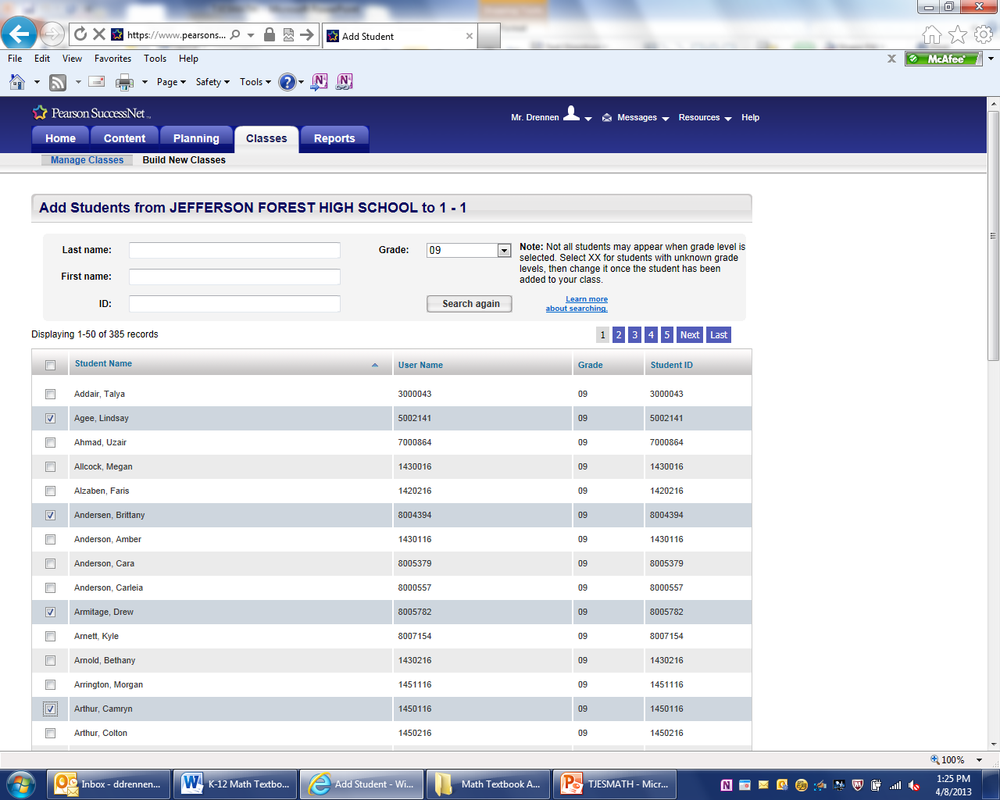 https://www.pearsons...
Add Student
File Edit View Favorites Tools Help
McAfee
Page Safety Tools
Pearson SuccessNet
Mr. Drennen Messages Resources Help
Home Content Planning Classes Reports
Manage Classes Build New Classes
Add Students from JEFFERSON FOREST HIGH SCHOOL to 1 - 1
Last name: Grade: 09
Note: Not all students may appear when grade level is
selected. Select XX for students with unknown grade
levels, then change it once the student has been
added to your class.
First name:
ID: Search again
Learn more
about searching.
Displaying 1-50 of 385 records 1 2 3 4 5 Next Last
Student Name User Name Grade Student ID
Addair, Talya 3000043 09 3000043
Agee, Lindsay 5002141 09 5002141
Ahmad, Uzair 7000864 09 7000864
Allcock, Megan 1430016 09 1430016
Alzaben, Faris 1420216 09 1420216
Andersen, Brittany 8004394 09 8004394
Anderson, Amber 1430116 09 1430116
Anderson, Cara 8005379 09 8005379
Anderson, Carleia 8000557 09 8000557
Armitage, Drew 8005782 09 8005782
Arnett, Kyle 8007154 09 8007154
Arnold, Bethany 1430216 09 1430216
Arrington, Morgan 1451116 09 1451116
Arthur, Camryn 1450116 09 1450116
Arthur, Colton 1450216 09 1450216
100%
Inbox - ddrennen... K-12 Math Textbo... Add Student - Wi... Math Textbook A... TJESMATH - Micr...
1:25 PM
4/8/2013